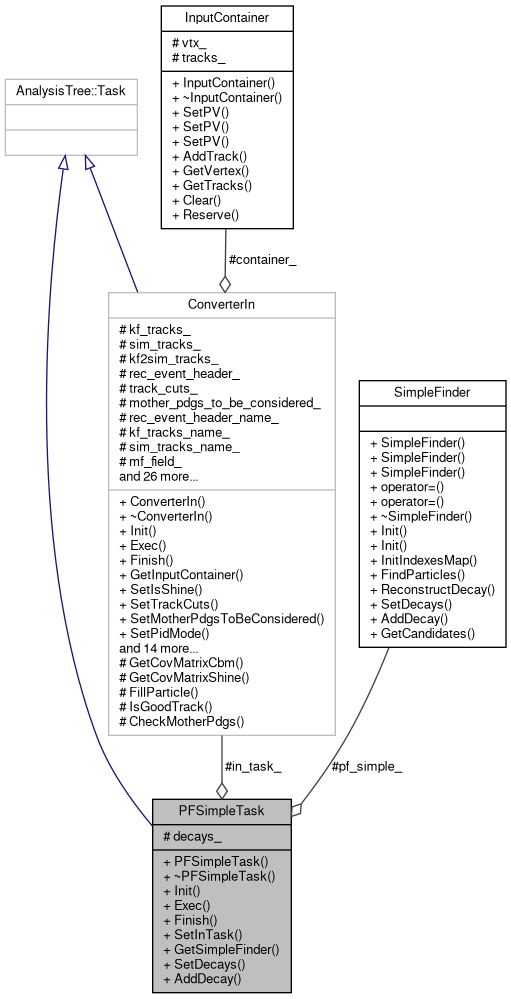 InputContainer
# vtx_
# tracks_
+ InputContainer()
+ ~InputContainer()
+ SetPV()
+ SetPV()
+ SetPV()
+ AddTrack()
+ GetVertex()
+ GetTracks()
+ Clear()
+ Reserve()
AnalysisTree::Task
#container_
ConverterIn
# kf_tracks_
# sim_tracks_
# kf2sim_tracks_
# rec_event_header_
# track_cuts_
# mother_pdgs_to_be_considered_
# rec_event_header_name_
# kf_tracks_name_
# sim_tracks_name_
# mf_field_
and 26 more...
+ ConverterIn()
+ ~ConverterIn()
+ Init()
+ Exec()
+ Finish()
+ GetInputContainer()
+ SetIsShine()
+ SetTrackCuts()
+ SetMotherPdgsToBeConsidered()
+ SetPidMode()
and 14 more...
# GetCovMatrixCbm()
# GetCovMatrixShine()
# FillParticle()
# IsGoodTrack()
# CheckMotherPdgs()
SimpleFinder
+ SimpleFinder()
+ SimpleFinder()
+ SimpleFinder()
+ operator=()
+ operator=()
+ ~SimpleFinder()
+ Init()
+ Init()
+ InitIndexesMap()
+ FindParticles()
+ ReconstructDecay()
+ SetDecays()
+ AddDecay()
+ GetCandidates()
#in_task_
#pf_simple_
PFSimpleTask
# decays_
+ PFSimpleTask()
+ ~PFSimpleTask()
+ Init()
+ Exec()
+ Finish()
+ SetInTask()
+ GetSimpleFinder()
+ SetDecays()
+ AddDecay()